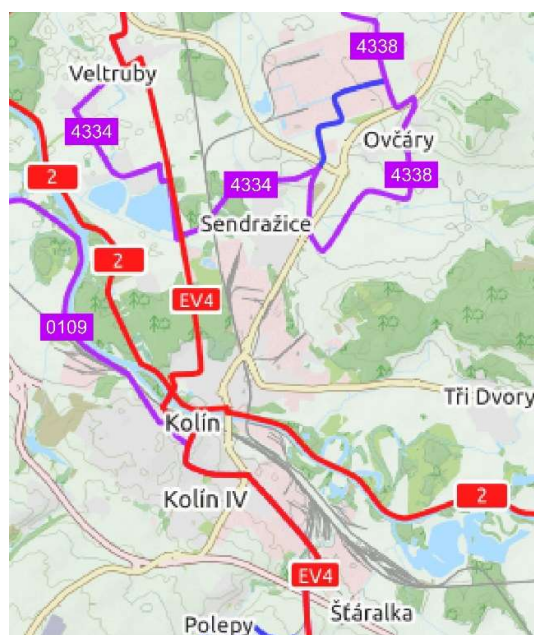 4338
Veltruby
4334
Ovčáry
2
4334
4338
Sendražice
2
EV4
0109
Tři Dvory
Kolín
Kolín IV
2
EV4
Šťáralka
Polepy